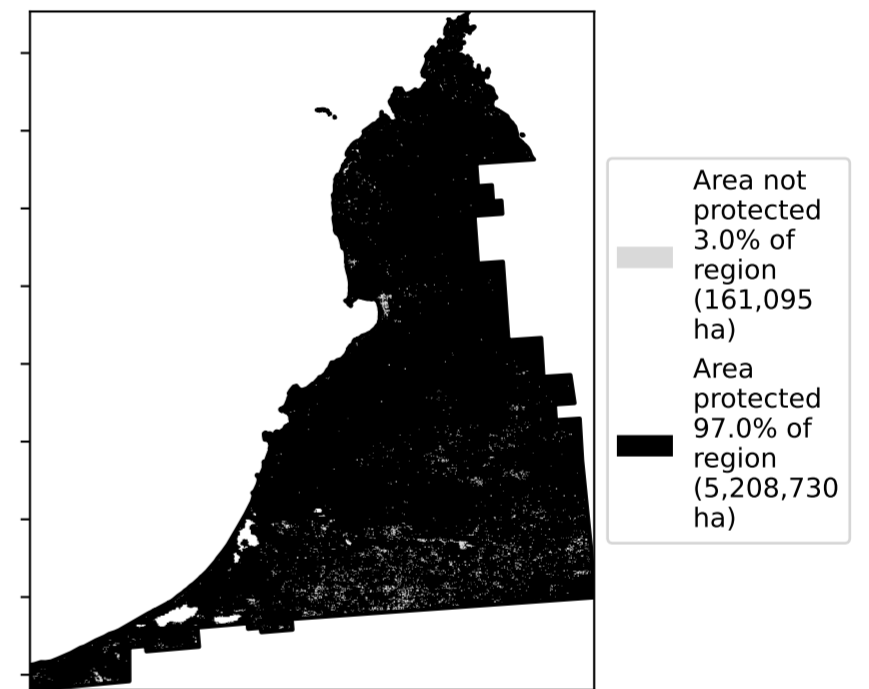 Area not
protected
3.0% of
region
(161,095
ha)
Area
protected
97.0% of
region
(5,208,730
ha)